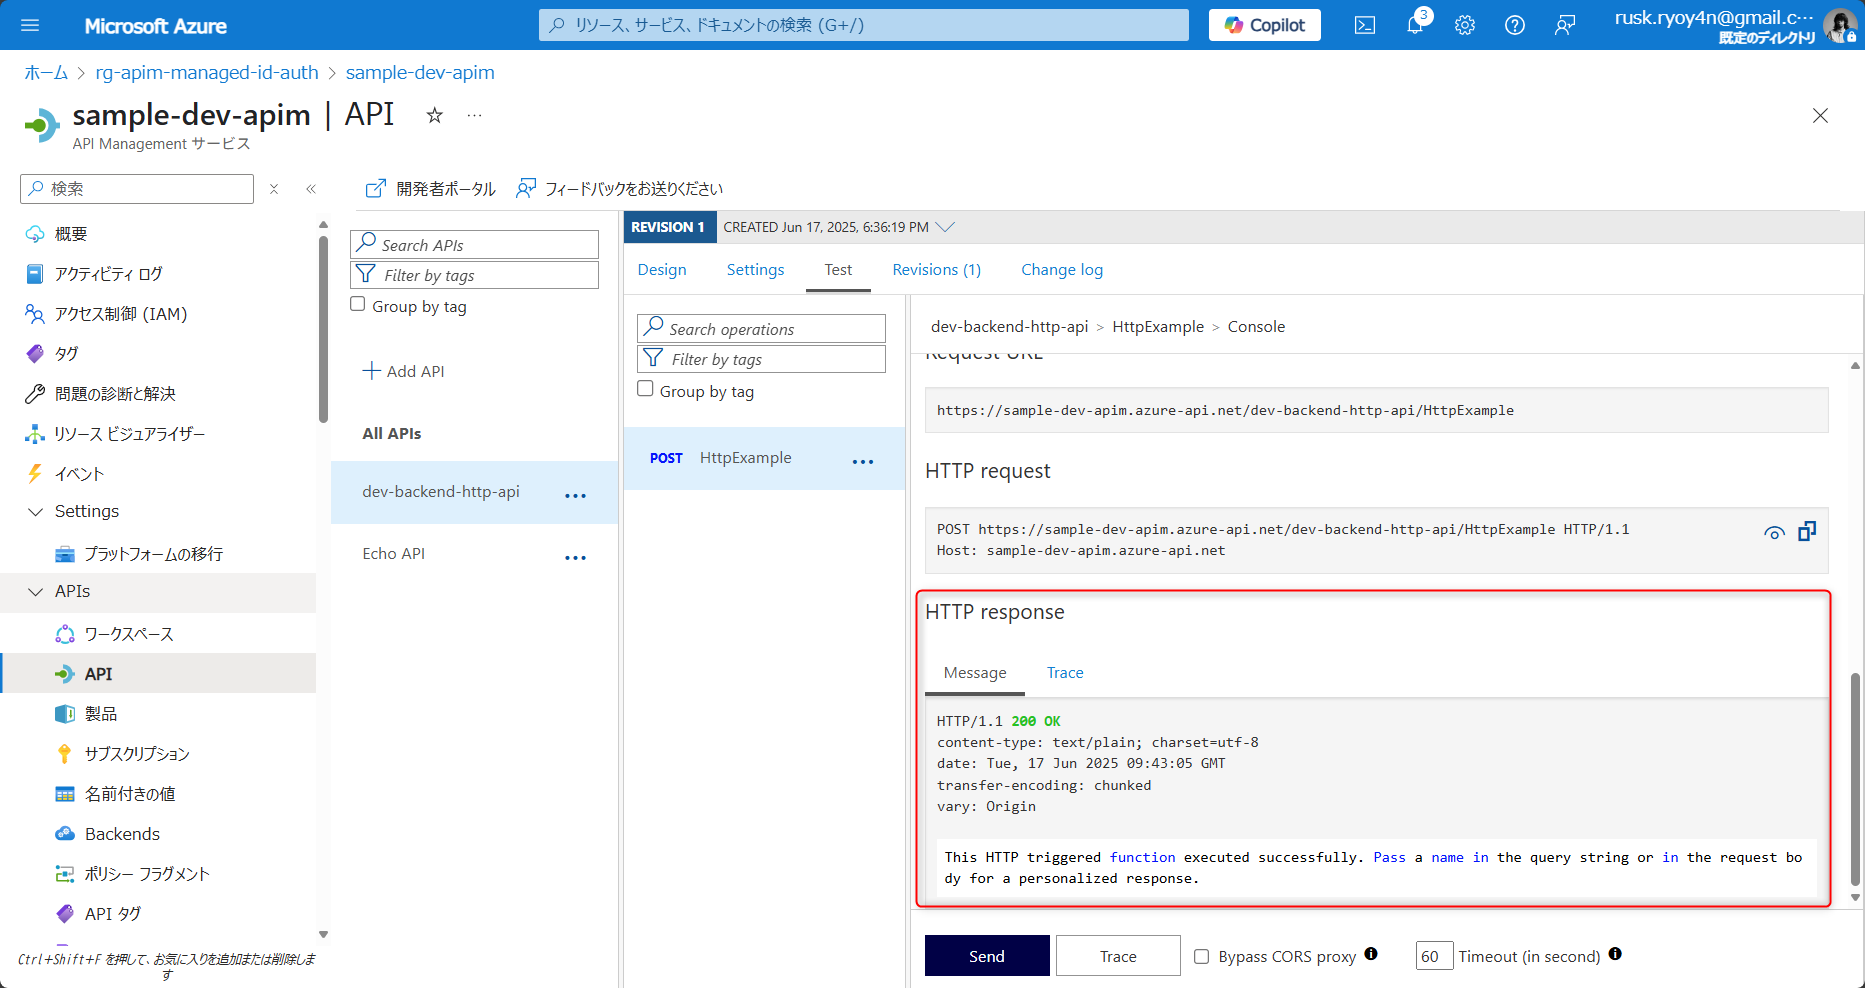 Microsoft Azure
リソース、サービス、ドキュメントの検索 (G+/)
Copilot
3
rusk.ryoy4n@gmail.c…
既定のディレクトリ
ホーム > rg-apim-managed-id-auth > sample-dev-apim
sample-dev-apim | API
API Management サービス
検索
概要
アクティビティ ログ
アクセス制御 (IAM)
タグ
問題の診断と解決
リソース ビジュアライザー
イベント
Settings
プラットフォームの移行
APIs
ワークスペース
API
製品
サブスクリプション
名前付きの値
Backends
ポリシー フラグメント
API タグ
Ctrl+Shift+F を押して、お気に入りを追加または削除しま
す
開発者ポータル
フィードバックをお送りください
Search APIs
Filter by tags
Group by tag
Add API
All APIs
dev-backend-http-api
Echo API
REVISION 1
CREATED Jun 17, 2025, 6:36:19 PM
Design
Settings
Test
Revisions (1)
Change log
Search operations
Filter by tags
Group by tag
POST HttpExample
dev-backend-http-api > HttpExample > Console
Request URL
https://sample-dev-apim.azure-api.net/dev-backend-http-api/HttpExample
HTTP request
POST https://sample-dev-apim.azure-api.net/dev-backend-http-api/HttpExample HTTP/1.1
Host: sample-dev-apim.azure-api.net
HTTP response
Message
Trace
HTTP/1.1 200 OK
content-type: text/plain; charset=utf-8
date: Tue, 17 Jun 2025 09:43:05 GMT
transfer-encoding: chunked
vary: Origin
This HTTP triggered function executed successfully. Pass a name in the query string or in the request bo
dy for a personalized response.
Send
Trace
Bypass CORS proxy
60
Timeout (in second)